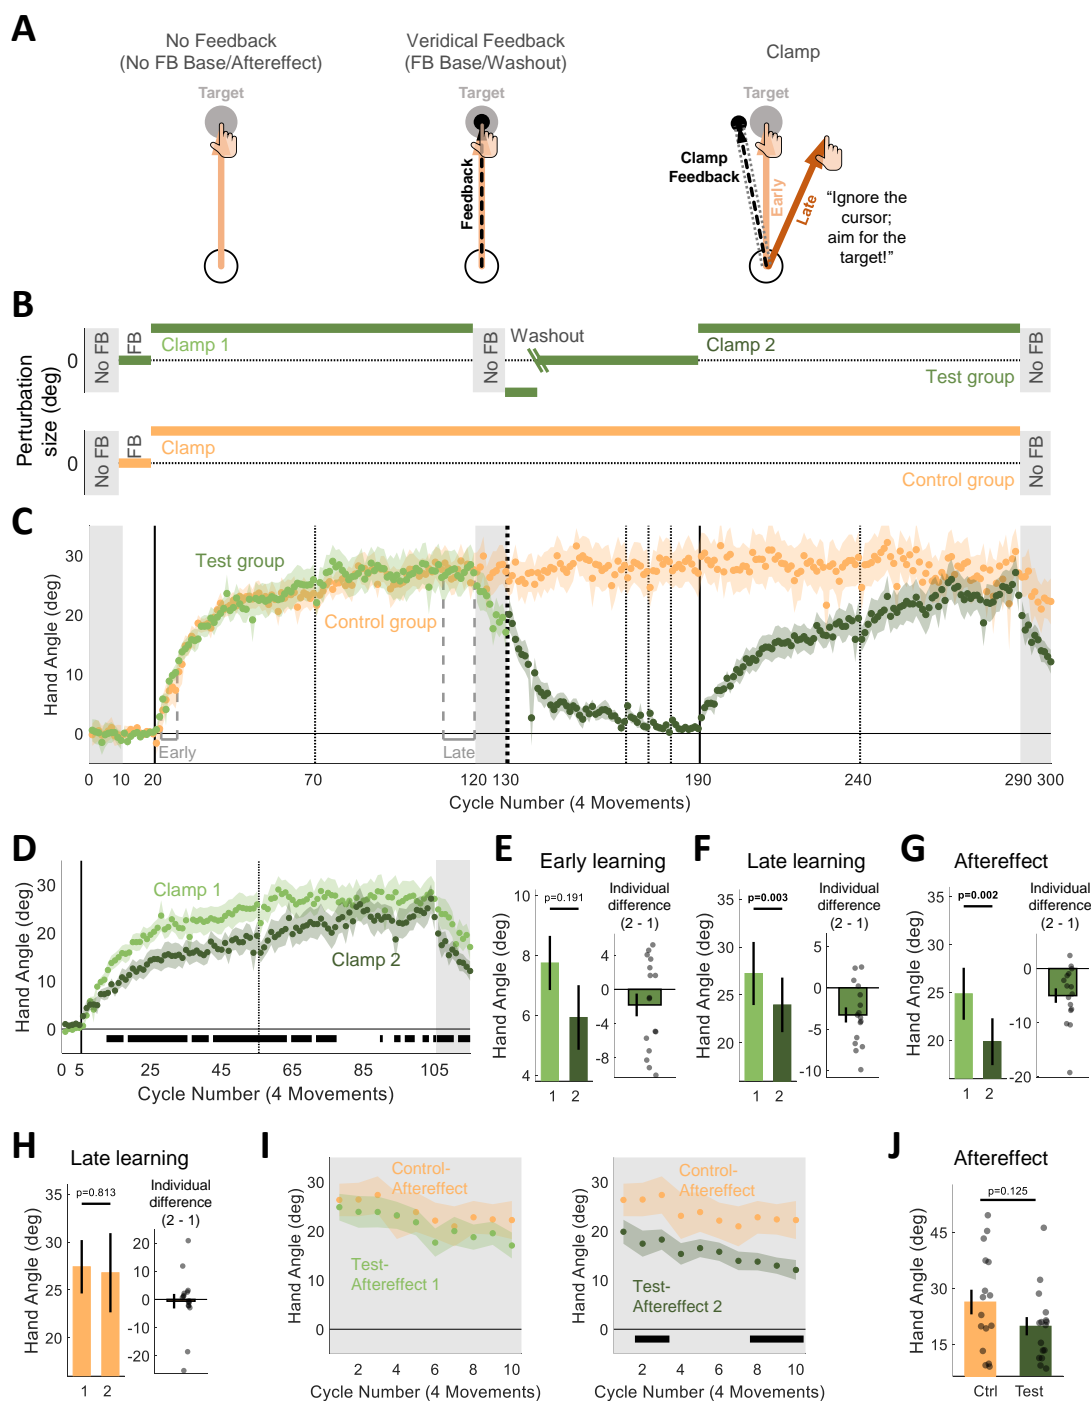 A
No Feedback
(No FB Base/Aftereffect)
Target
Veridical Feedback
(FB Base/Washout)
Target
Feedback
Clamp
Target
Clamp
Feedback
Early
Late
“Ignore the
cursor;
aim for the
target!”
B
Perturbation
size (deg)
0
No FB
FB
Clamp 1
No FB
Washout
Clamp 2
Test group
No FB
0
No FB
FB
Clamp
Control group
No FB
C
Hand Angle (deg)
30
20
10
0
Test group
Control group
Early
Late
0 10 20 70 120 130 190 240 290 300
Cycle Number (4 Movements)
D
Hand Angle (deg)
30
20
10
0
Clamp 1
Clamp 2
0 5 25 45 65 85 105
Cycle Number (4 Movements)
E
Early learning
Hand Angle (deg)
10
8
6
4
p=0.191
1 2
Individual
difference
(2 - 1)
4
0
-4
-8
F
Late learning
Hand Angle (deg)
35
30
25
20
p=0.003
1 2
Individual
difference
(2 - 1)
5
0
-5
-10
G
Aftereffect
Hand Angle (deg)
35
30
25
20
p=0.002
1 2
Individual
difference
(2 - 1)
0
-10
-20
H
Late learning
Hand Angle (deg)
35
30
25
20
p=0.813
1 2
Individual
difference
(2 - 1)
20
10
0
-10
-20
I
Hand Angle (deg)
30
20
10
0
Control-
Aftereffect
Test-
Aftereffect 1
2 4 6 8 10
Cycle Number (4 Movements)
Hand Angle (deg)
30
20
10
0
Control-
Aftereffect
Test-
Aftereffect 2
2 4 6 8 10
Cycle Number (4 Movements)
J
Aftereffect
Hand Angle (deg)
45
30
15
p=0.125
Ctrl Test